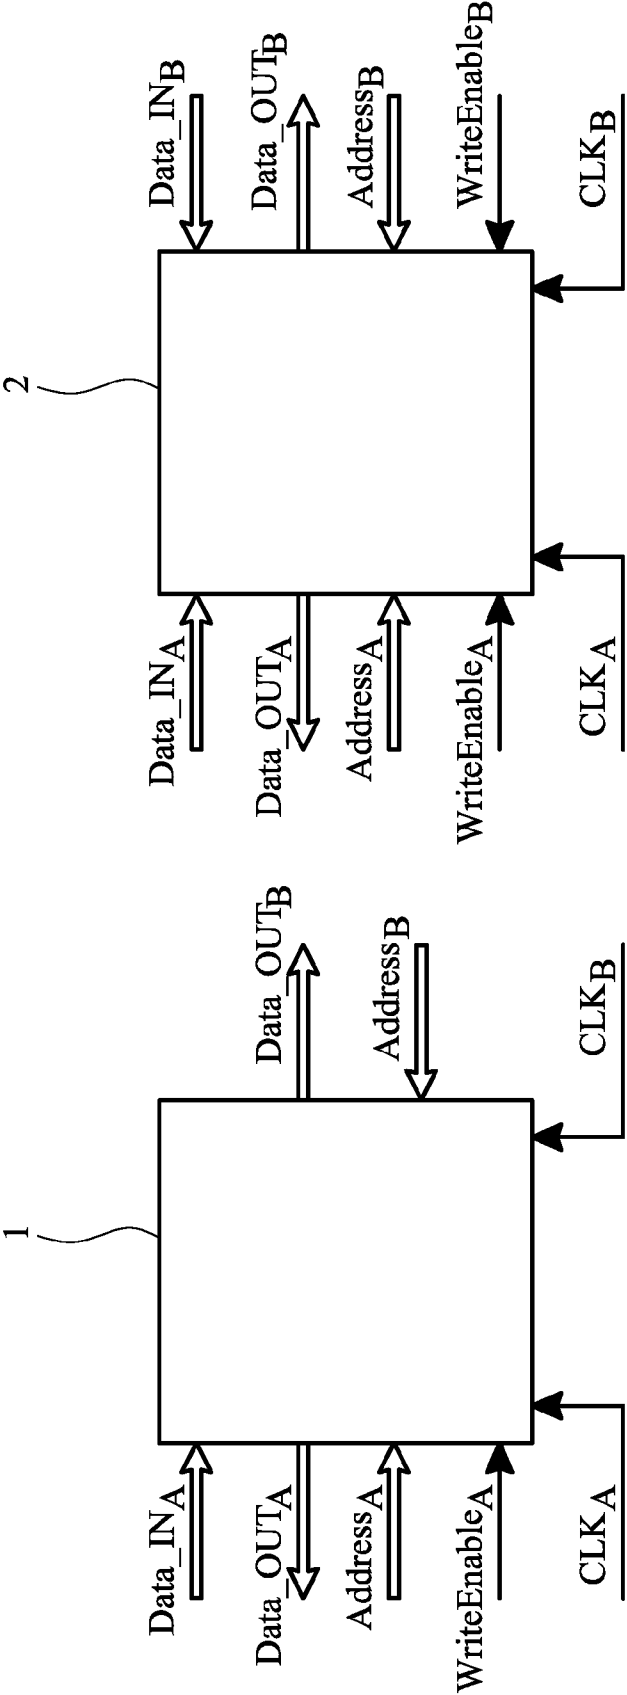 1
Data_IN_A
Data_OUT_A
Address_A
WriteEnable_A
CLK_A
Data_OUT_B
Address_B
CLK_B
2
Data_IN_A
Data_OUT_A
Address_A
WriteEnable_A
CLK_A
Data_IN_B
Data_OUT_B
Address_B
WriteEnable_B
CLK_B